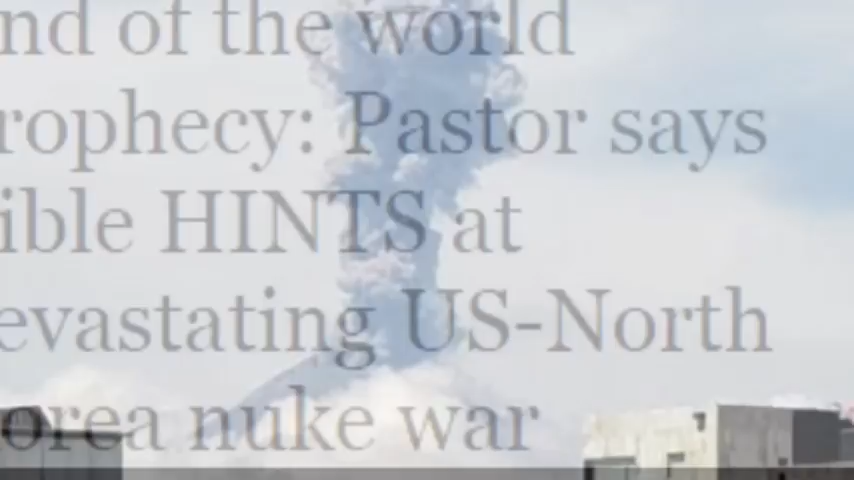 nd of the world
rophecy: Pastor says
ible HINTS at
evastating US-North
orea nuke war